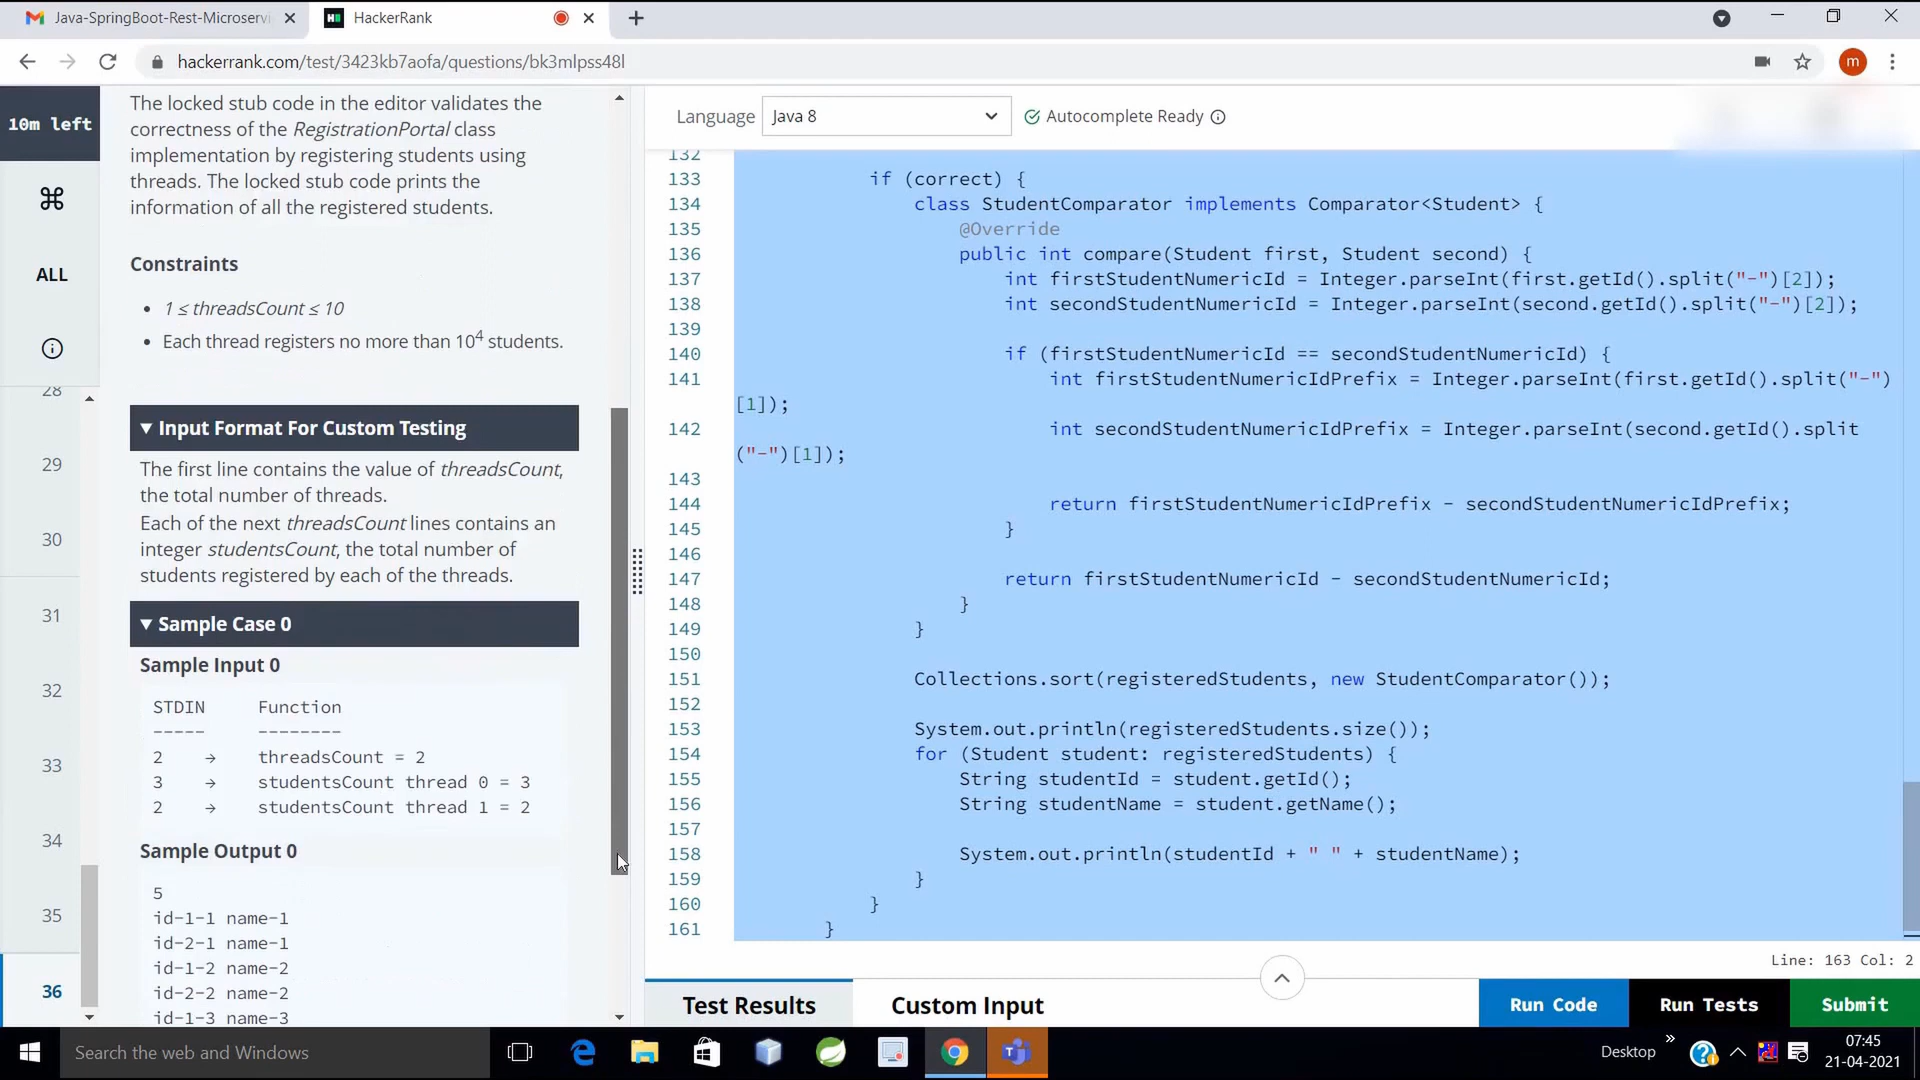 Java-SpringBoot-Rest-Microservi
HackerRank
hackerrank.com/test/3423kb7aofa/questions/bk3mlpss48l
m
10m left
ALL
28
29
30
31
32
33
34
35
36
The locked stub code in the editor validates the
correctness of the RegistrationPortal class
implementation by registering students using
threads. The locked stub code prints the
information of all the registered students.
Constraints
• 1 ≤ threadsCount ≤ 10
• Each thread registers no more than 10^4 students.
▼ Input Format For Custom Testing
The first line contains the value of threadsCount,
the total number of threads.
Each of the next threadsCount lines contains an
integer studentsCount, the total number of
students registered by each of the threads.
▼ Sample Case 0
Sample Input 0
STDIN Function
----- --------
2 → threadsCount = 2
3 → studentsCount thread 0 = 3
2 → studentsCount thread 1 = 2
Sample Output 0
5
id-1-1 name-1
id-2-1 name-1
id-1-2 name-2
id-2-2 name-2
id-1-3 name-3
Language Java 8 Autocomplete Ready
132
133 if (correct) {
134 class StudentComparator implements Comparator<Student> {
135 @Override
136 public int compare(Student first, Student second) {
137 int firstStudentNumericId = Integer.parseInt(first.getId().split("-")[2]);
138 int secondStudentNumericId = Integer.parseInt(second.getId().split("-")[2]);
139
140 if (firstStudentNumericId == secondStudentNumericId) {
141 int firstStudentNumericIdPrefix = Integer.parseInt(first.getId().split("-")
[1]);
142 int secondStudentNumericIdPrefix = Integer.parseInt(second.getId().split
("-")[1]);
143
144 return firstStudentNumericIdPrefix - secondStudentNumericIdPrefix;
145 }
146
147 return firstStudentNumericId - secondStudentNumericId;
148 }
149 }
150
151 Collections.sort(registeredStudents, new StudentComparator());
152
153 System.out.println(registeredStudents.size());
154 for (Student student: registeredStudents) {
155 String studentId = student.getId();
156 String studentName = student.getName();
157
158 System.out.println(studentId + " " + studentName);
159 }
160 }
161 }
Line: 163 Col: 2
Test Results Custom Input Run Code Run Tests Submit
Search the web and Windows
Desktop
07:45
21-04-2021